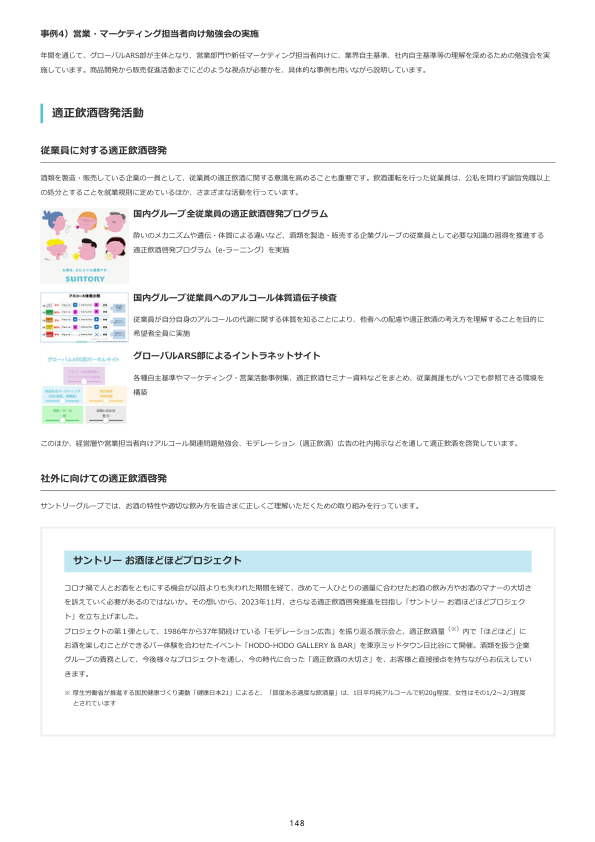 事例4）営業・マーケティング担当者向け勉強会の実施
年間を通じて、グローバルARS部が主体となり、営業部門や新任マーケティング担当者向けに、業界自主基準、社内自主基準等の理解を深めるための勉強会を実
施しています。商品開発から販売促進活動までにどのような視点が必要かを、具体的な事例も用いながら説明しています。
適正飲酒啓発活動
従業員に対する適正飲酒啓発
酒類を製造・販売している企業の一員として、従業員の適正飲酒に関する意識を高めることも重要です。飲酒運転を行った従業員は、公私を問わず諭旨免職以上
の処分とすることを就業規則に定めているほか、さまざまな活動を行っています。
国内グループ全従業員の適正飲酒啓発プログラム
酔いのメカニズムや遺伝・体質による違いなど、酒類を製造・販売する企業グループの従業員として必要な知識の習得を推進する
適正飲酒啓発プログラム（e-ラーニング）を実施
SUNTORY
国内グループ従業員へのアルコール体質遺伝子検査
従業員が自分自身のアルコールの代謝に関する体質を知ることにより、他者への配慮や適正飲酒の考え方を理解することを目的に
希望者全員に実施
グローバルARS部によるイントラネットサイト
グローバルARS部ポータルサイト
各種自主基準やマーケティング・営業活動事例集、適正飲酒セミナー資料などをまとめ、従業員誰もがいつでも参照できる環境を
構築
このほか、経営層や営業担当者向けアルコール関連問題勉強会、モデレーション（適正飲酒）広告の社内掲示などを通して適正飲酒を啓発しています。
社外に向けての適正飲酒啓発
サントリーグループでは、お酒の特性や適切な飲み方を皆さまに正しくご理解いただくための取り組みを行っています。
サントリー お酒ほどほどプロジェクト
コロナ禍で人とお酒をともにする機会が以前よりも失われた期間を経て、改めて一人ひとりの適量に合わせたお酒の飲み方やお酒のマナーの大切さ
を訴えていく必要があるのではないか。その想いから、2023年11月、さらなる適正飲酒啓発推進を目指し「サントリー お酒ほどほどプロジェク
ト」を立ち上げました。
プロジェクトの第１弾として、1986年から37年間続けている「モデレーション広告」を振り返る展示会と、適正飲酒量（※）内で「ほどほど」に
お酒を楽しむことができるバー体験を合わせたイベント「HODO-HODO GALLERY & BAR」を東京ミッドタウン日比谷にて開催。酒類を扱う企業
グループの責務として、今後様々なプロジェクトを通し、今の時代に合った「適正飲酒の大切さ」を、お客様と直接接点を持ちながらお伝えしてい
きます。
※ 厚生労働省が推進する国民健康づくり運動「健康日本21」によると、「節度ある適度な飲酒量」は、1日平均純アルコールで約20g程度、女性はその1/2～2/3程度
とされています
148